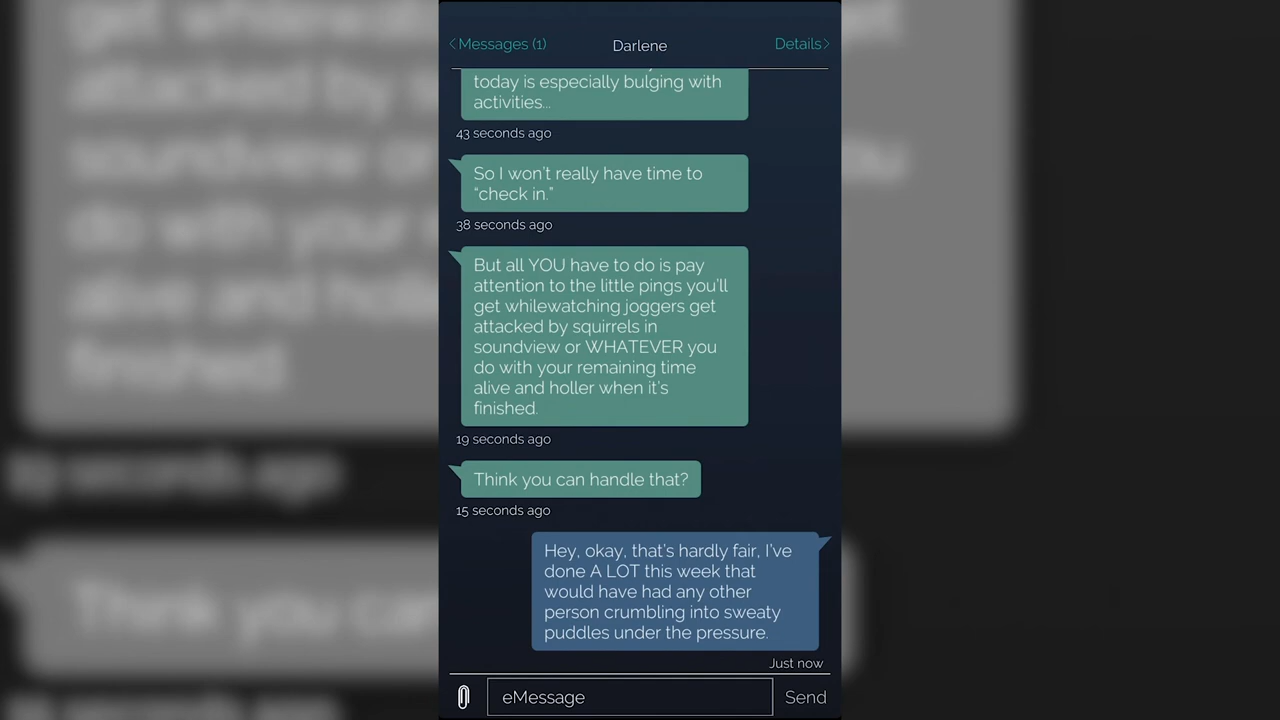 Messages (1)
Darlene
Details
today is especially bulging with
activities...
43 seconds ago
So I won't really have time to
“check in.”
38 seconds ago
But all YOU have to do is pay
attention to the little pings you'll
get whilewatching joggers get
attacked by squirrels in
soundview or WHATEVER you
do with your remaining time
alive and holler when it's
finished.
19 seconds ago
Think you can handle that?
15 seconds ago
Hey, okay, that's hardly fair, I've
done A LOT this week that
would have had any other
person crumbling into sweaty
puddles under the pressure.
Just now
eMessage
Send